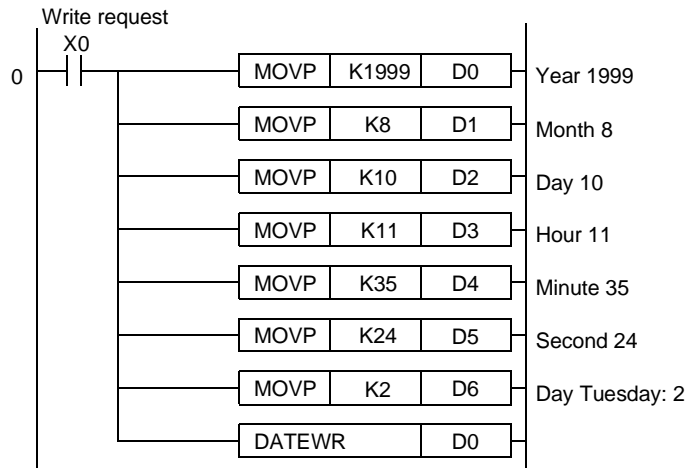 Write request
X0
0 MOVP K1999 D0 Year 1999
MOVP K8 D1 Month 8
MOVP K10 D2 Day 10
MOVP K11 D3 Hour 11
MOVP K35 D4 Minute 35
MOVP K24 D5 Second 24
MOVP K2 D6 Day Tuesday: 2
DATEWR D0